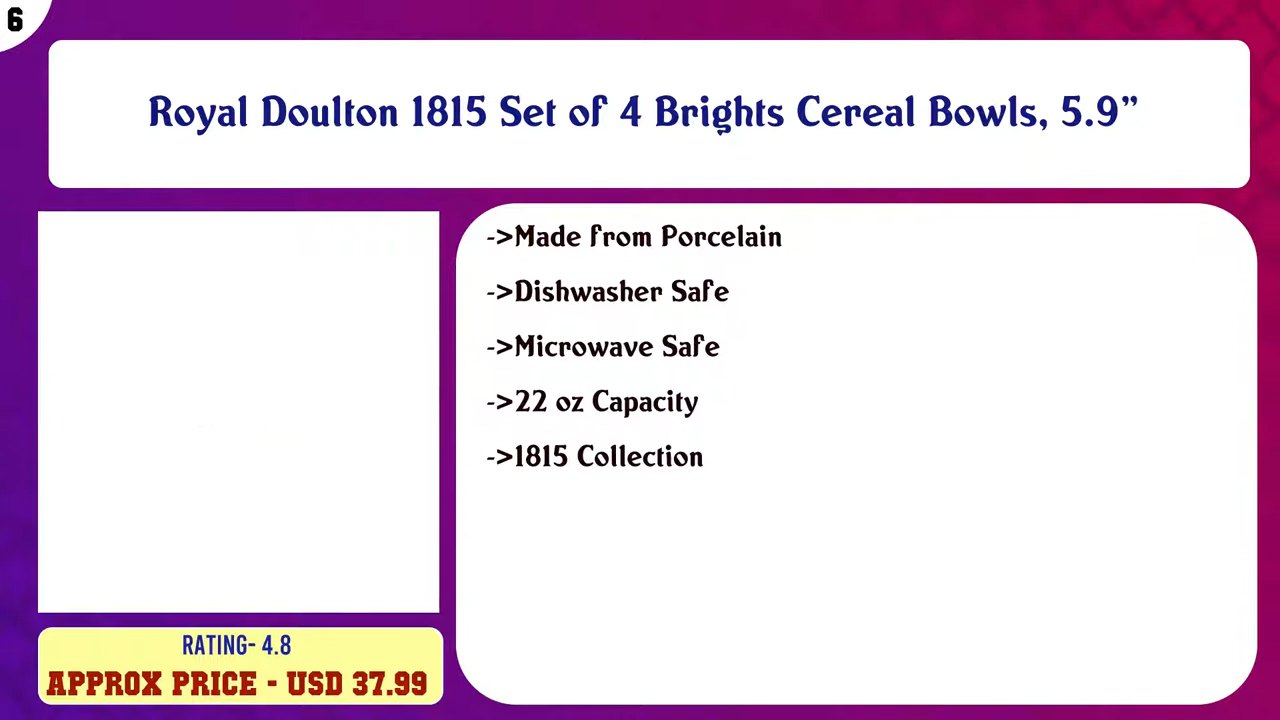 6
Royal Doulton 1815 Set of 4 Brights Cereal Bowls, 5.9”
->Made from Porcelain
->Dishwasher Safe
->Microwave Safe
->22 oz Capacity
->1815 Collection
RATING- 4.8
APPROX PRICE - USD 37.99